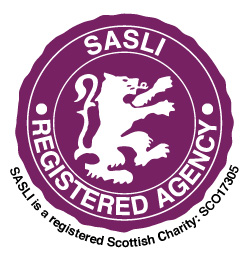 SASLI
• REGISTERED AGENCY •
SASLI is a registered Scottish Charity: SCO17305